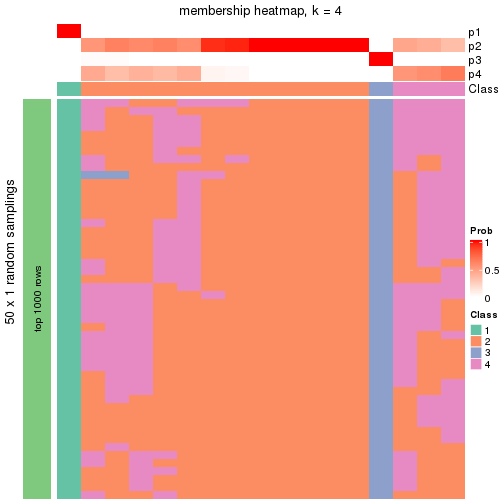 membership heatmap, k = 4
p1
p2
p3
p4
Class
50 x 1 random samplings
top 1000 rows
Prob
1
0.5
0
Class
1
2
3
4